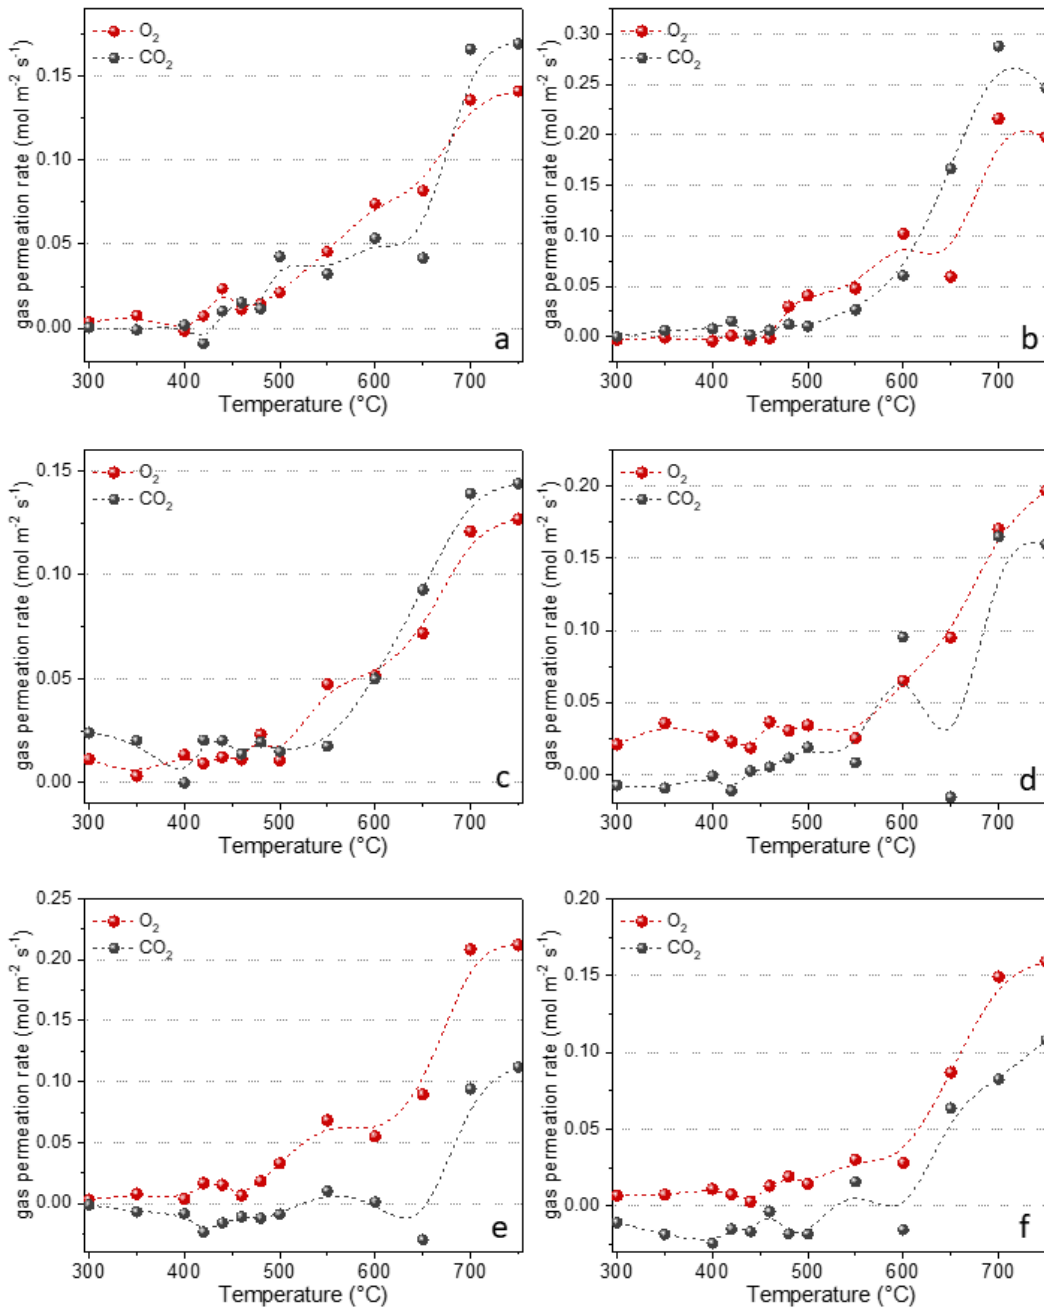 O₂
CO₂
0.15
0.10
0.05
0.00
gas permeation rate (mol m⁻² s⁻¹)
a
300 400 500 600 700
Temperature (°C)
O₂
CO₂
0.30
0.25
0.20
0.15
0.10
0.05
0.00
gas permeation rate (mol m⁻² s⁻¹)
b
300 400 500 600 700
Temperature (°C)
O₂
CO₂
0.15
0.10
0.05
0.00
gas permeation rate (mol m⁻² s⁻¹)
c
300 400 500 600 700
Temperature (°C)
O₂
CO₂
0.20
0.15
0.10
0.05
0.00
gas permeation rate (mol m⁻² s⁻¹)
d
300 400 500 600 700
Temperature (°C)
O₂
CO₂
0.25
0.20
0.15
0.10
0.05
0.00
gas permeation rate (mol m⁻² s⁻¹)
e
300 400 500 600 700
Temperature (°C)
O₂
CO₂
0.20
0.15
0.10
0.05
0.00
gas permeation rate (mol m⁻² s⁻¹)
f
300 400 500 600 700
Temperature (°C)